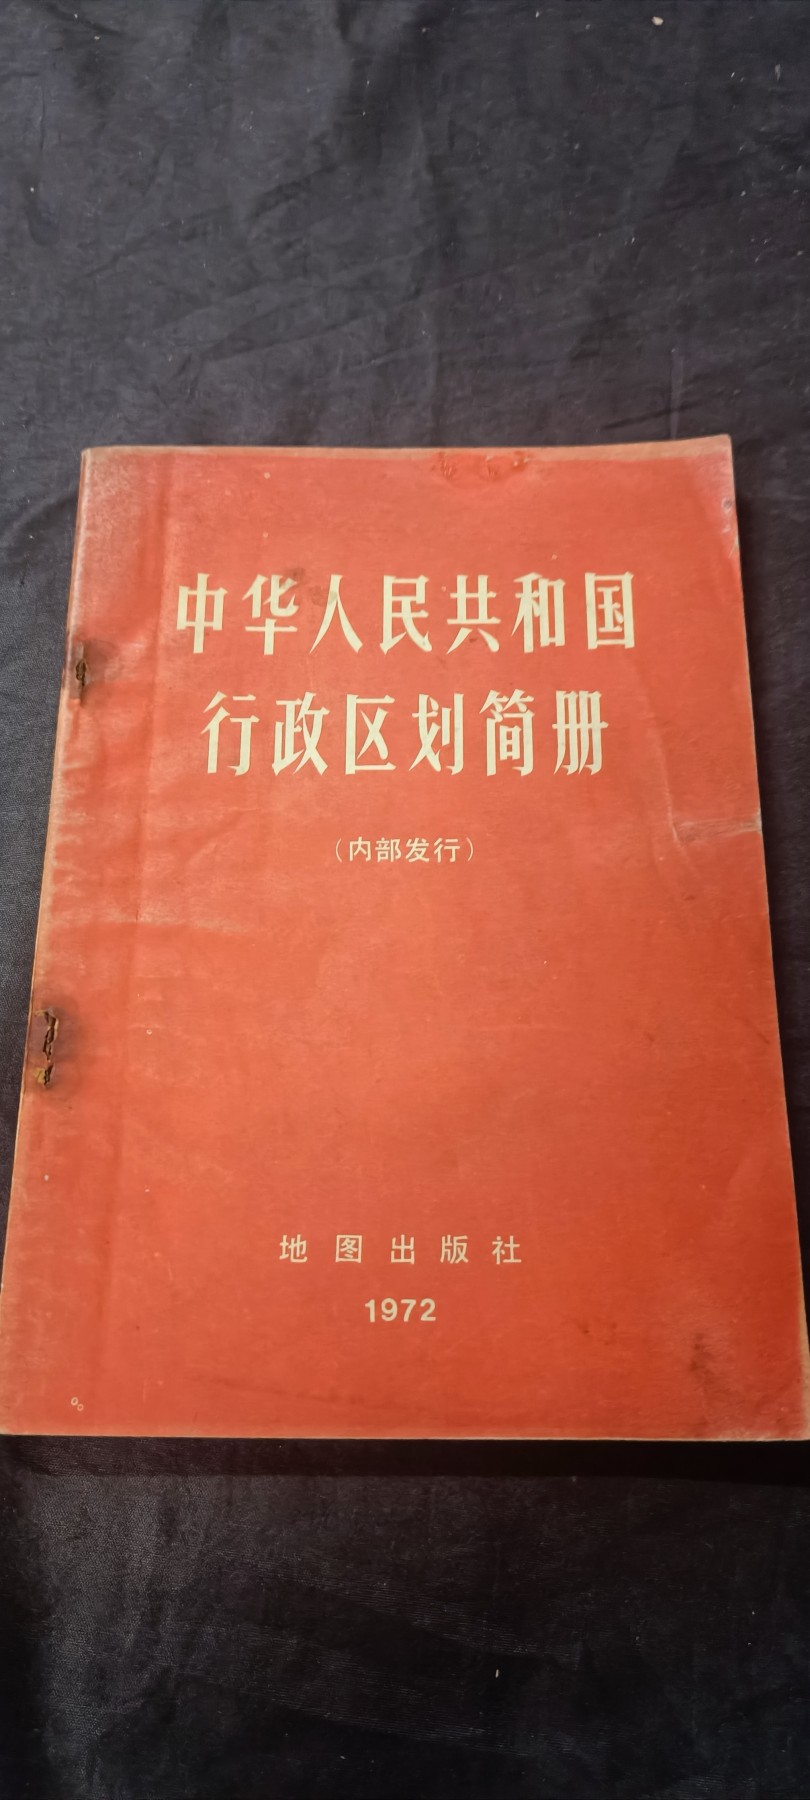 中华人民共和国
行政区划简册
（内部发行）
地图出版社
1972